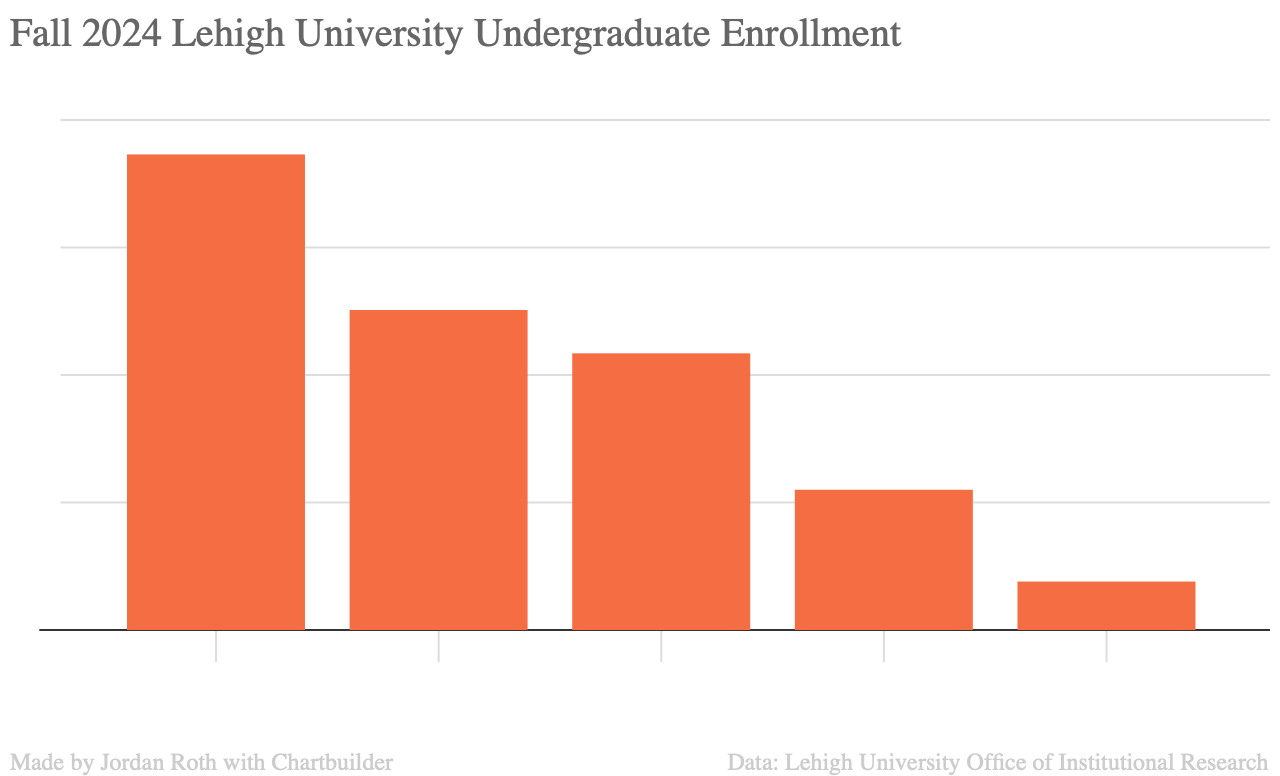 Fall 2024 Lehigh University Undergraduate Enrollment
Made by Jordan Roth with Chartbuilder
Data: Lehigh University Office of Institutional Research